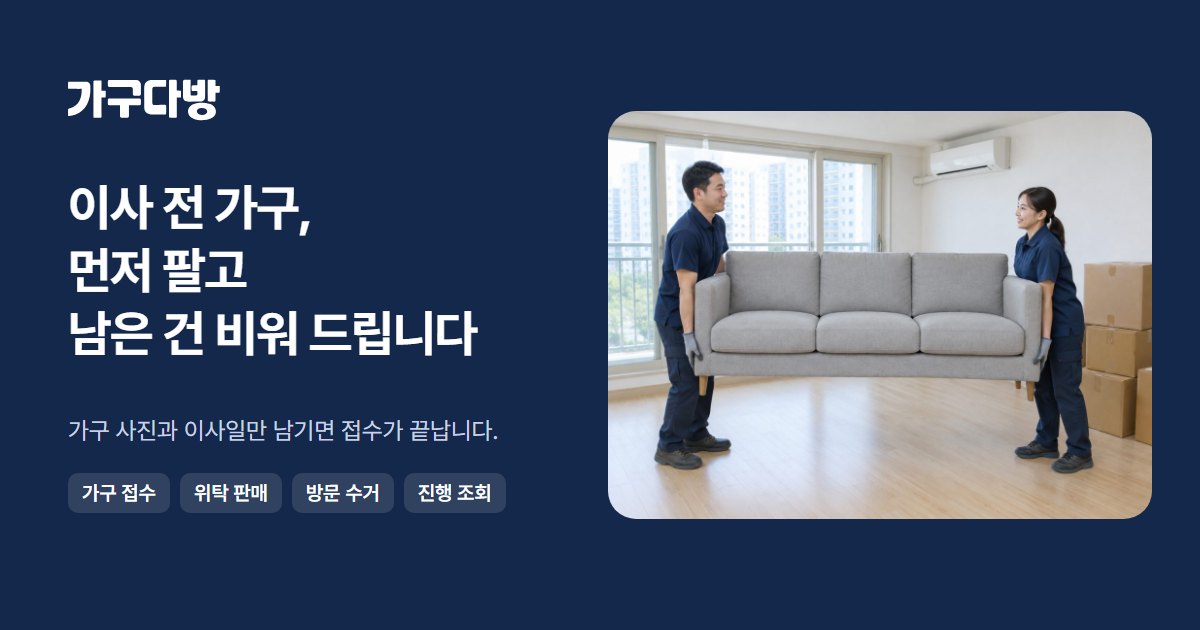 가구다방
이사 전 가구,
먼저 팔고
남은 건 비워 드립니다
가구 사진과 이사일만 남기면 접수가 끝납니다.
가구 접수 위탁 판매 방문 수거 진행 조회